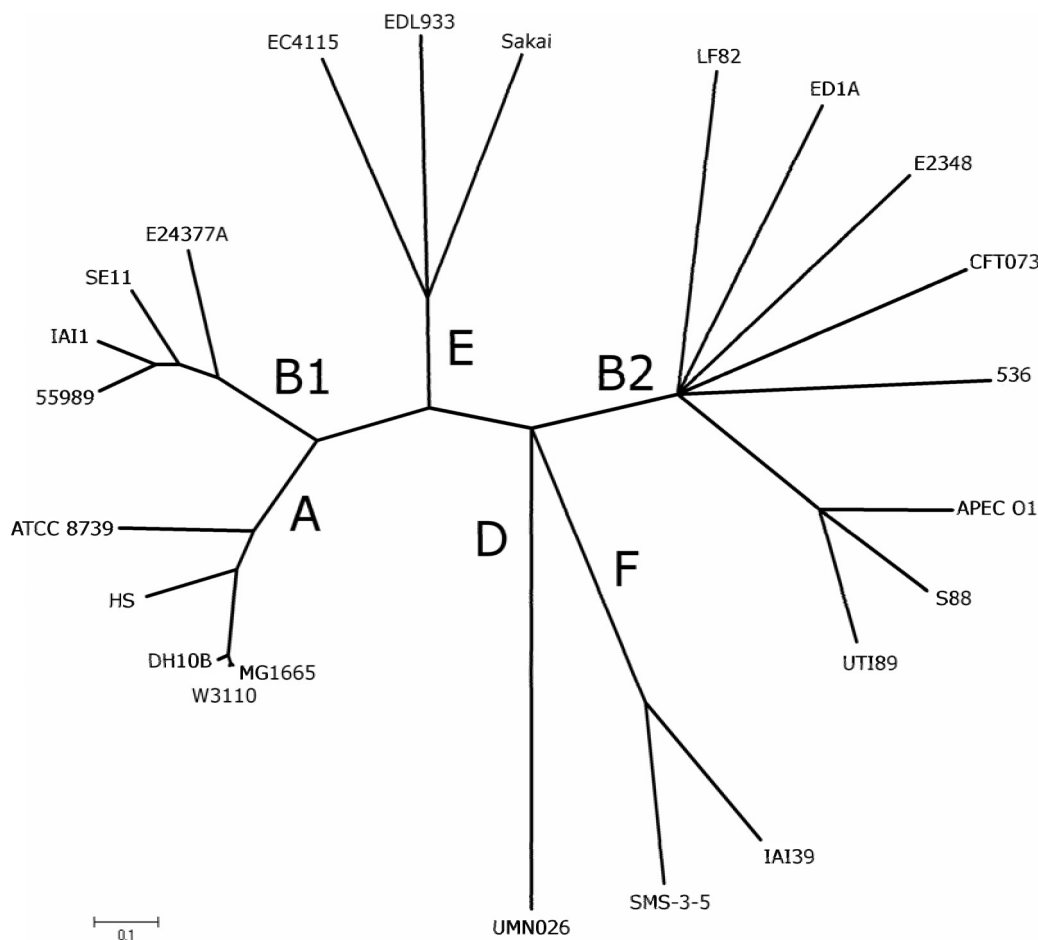 EDL933
EC4115
Sakai
LF82
ED1A
E2348
E24377A
CFT073
SE11
IAI1
E
B2
B1
536
55989
A
APEC O1
ATCC 8739
D
F
HS
S88
DH10B
MG1665
UTI89
W3110
IAI39
SMS-3-5
UMN026
0.1